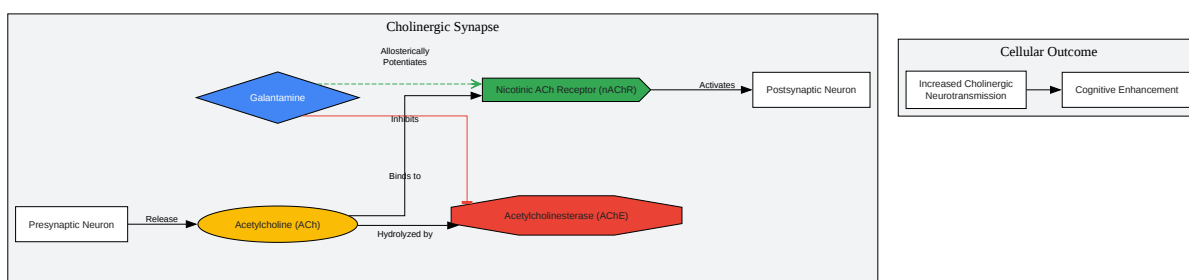 Cholinergic Synapse
Allosterically
Potentiates
Galantamine
Nicotinic ACh Receptor (nAChR)
Activates
Postsynaptic Neuron
Inhibits
Binds to
Presynaptic Neuron
Release
Acetylcholine (ACh)
Hydrolyzed by
Acetylcholinesterase (AChE)
Cellular Outcome
Increased Cholinergic
Neurotransmission
Cognitive Enhancement